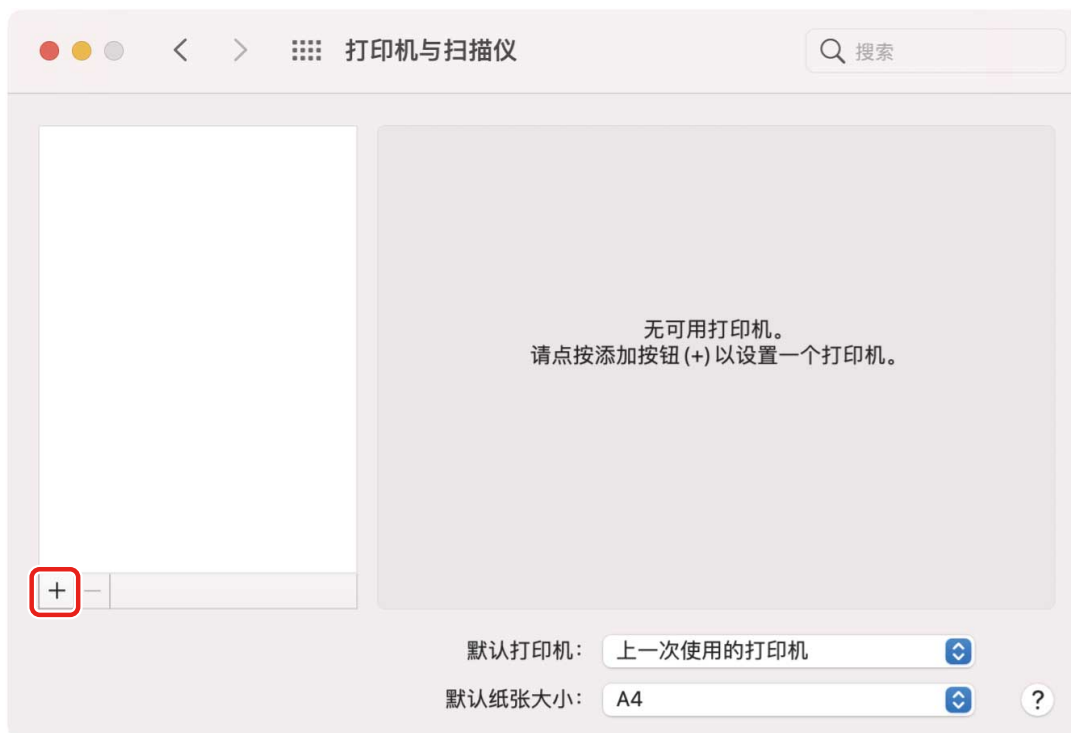 打印机与扫描仪
搜索
无可用打印机。
请点按添加按钮(+)以设置一个打印机。
+ −
默认打印机: 上一次使用的打印机
默认纸张大小: A4
?